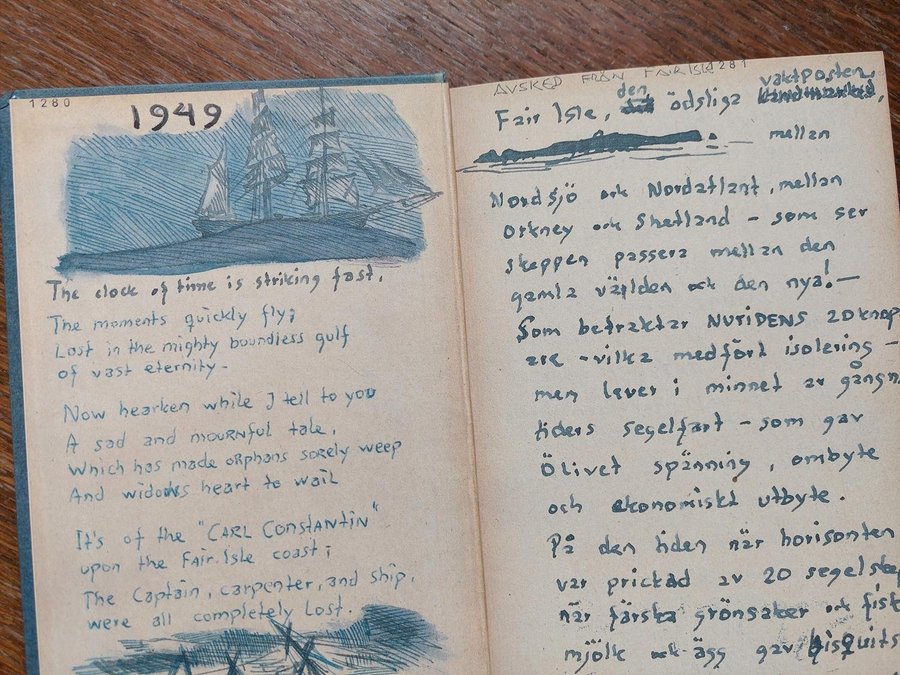 1280
1949
The clock of time is striking fast,
The moments quickly fly;
Lost in the mighty boundless gulf
of vast eternity-
Now hearken while I tell to you
A sad and mournful tale,
Which has made orphans sorely weep
And widows heart to wail
It's of the "CARL CONSTANTIN"
upon the Fair Isle coast;
The Captain, carpenter, and ship,
were all completely Lost.
AVSKED FRÅN FAIR ISLE 1281
Fair Isle, den ödsliga vaktposten,
mellan
Nordsjö och Nordatlant, mellan
Orkney och Shetland - som ser
skeppen passera mellan den
gamla världen och den nya! -
Som betraktar NUTIDENS 20 knop
are - vilka medfört isolering -
men lever i minnet av gångna
tiders segelfart - som gav
Ölivet spänning, ombyte
och ekonomiskt utbyte.
På den tiden när horisonten
var prickad av 20 segelskep
när färska grönsaker och fisk
mjölk och ägg gav bisquits